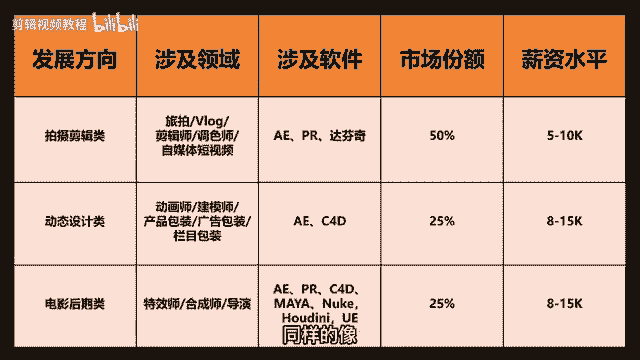 剪辑视频教程 bilibili
发展方向 涉及领域 涉及软件 市场份额 薪资水平
旅拍/Vlog/
拍摄剪辑类 剪辑师/调色师/ AE、PR、达芬奇 50% 5-10K
自媒体短视频
动画师/建模师/
动态设计类 产品包装/广告包装/ AE、C4D 25% 8-15K
栏目包装
AE、PR、C4D、
电影后期类 特效师/合成师/导演 MAYA、Nuke， 25% 8-15K
Houdini，UE
同样的像